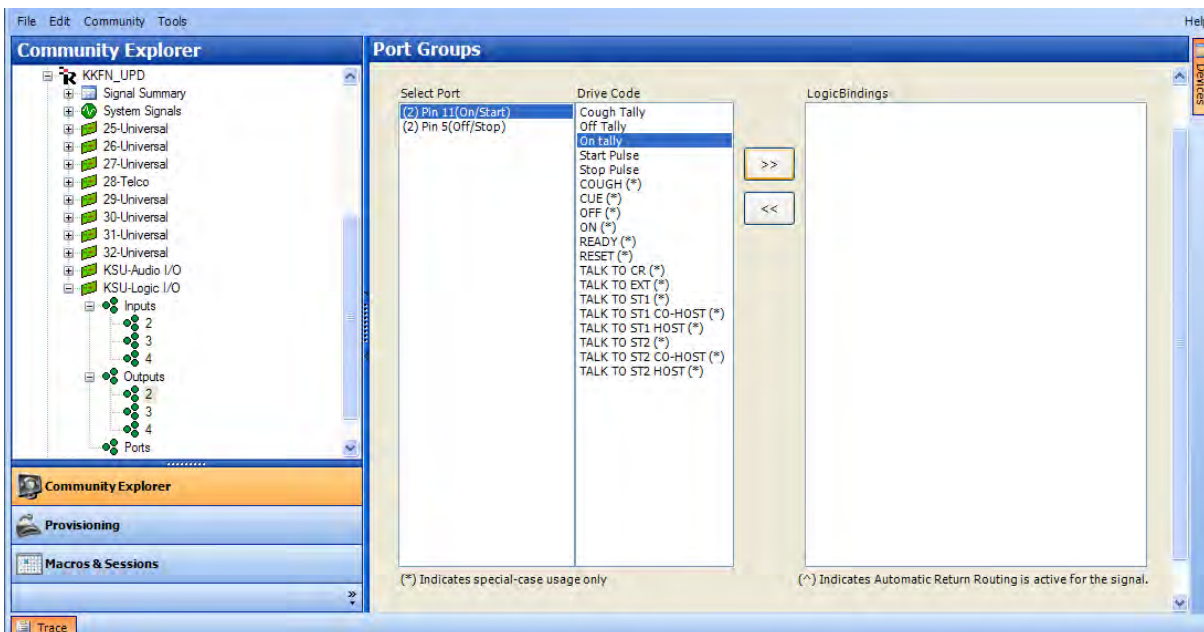 File Edit Community Tools
Help
Community Explorer
KKFN_UPD
Signal Summary
System Signals
25-Universal
26-Universal
27-Universal
28-Telco
29-Universal
30-Universal
31-Universal
32-Universal
KSU-Audio I/O
KSU-Logic I/O
Inputs
2
3
4
Outputs
2
3
4
Ports
Community Explorer
Provisioning
Macros & Sessions
Trace
Port Groups
Select Port
(2) Pin 11(On/Start)
(2) Pin 5(Off/Stop)
Drive Code
Cough Tally
Off Tally
On tally
Start Pulse
Stop Pulse
COUGH (*)
CUE (*)
OFF (*)
ON (*)
READY (*)
RESET (*)
TALK TO CR (*)
TALK TO EXT (*)
TALK TO ST1 (*)
TALK TO ST1 CO-HOST (*)
TALK TO ST1 HOST (*)
TALK TO ST2 (*)
TALK TO ST2 CO-HOST (*)
TALK TO ST2 HOST (*)
>>
<<
LogicBindings
(*) Indicates special-case usage only
(^) Indicates Automatic Return Routing is active for the signal.
Devices